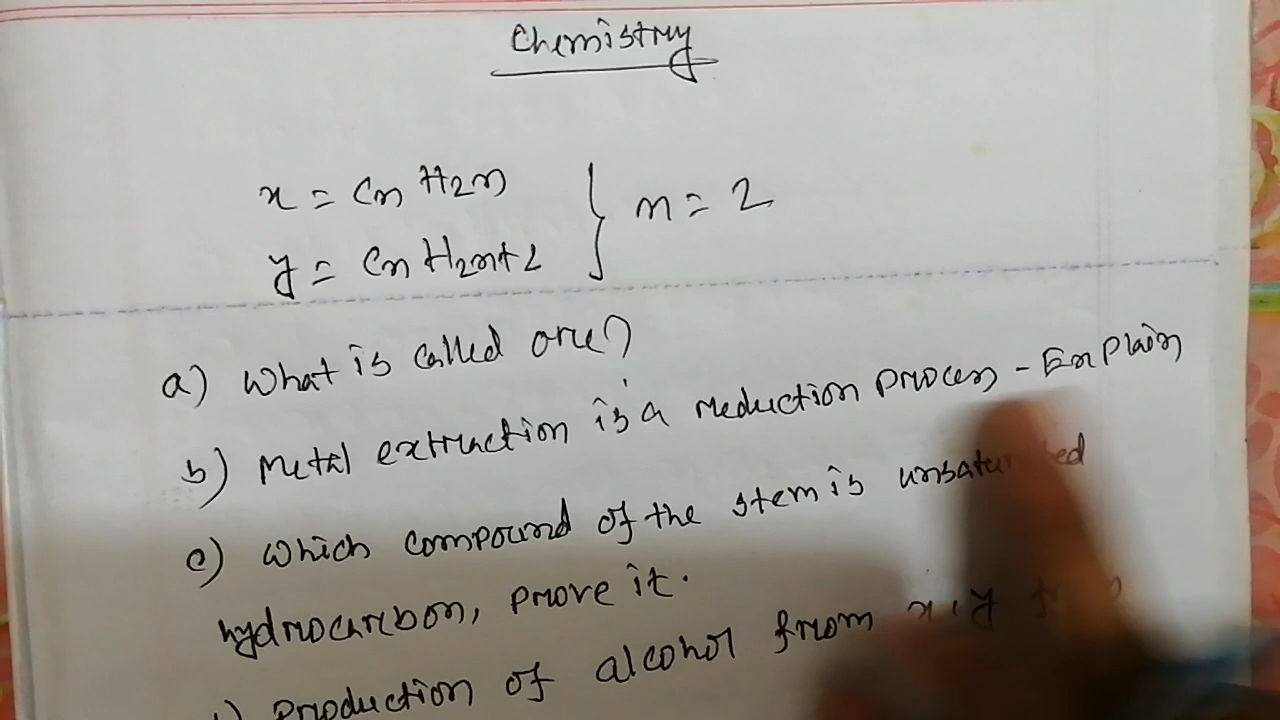 Chemistry
x = CnH2n
y = CnH2n+2 } n = 2
a) What is called ore?
b) Metal extraction is a reduction process - Explain
c) Which compound of the stem is
hydrocarbon, prove it.
Production of alcohol from x, y